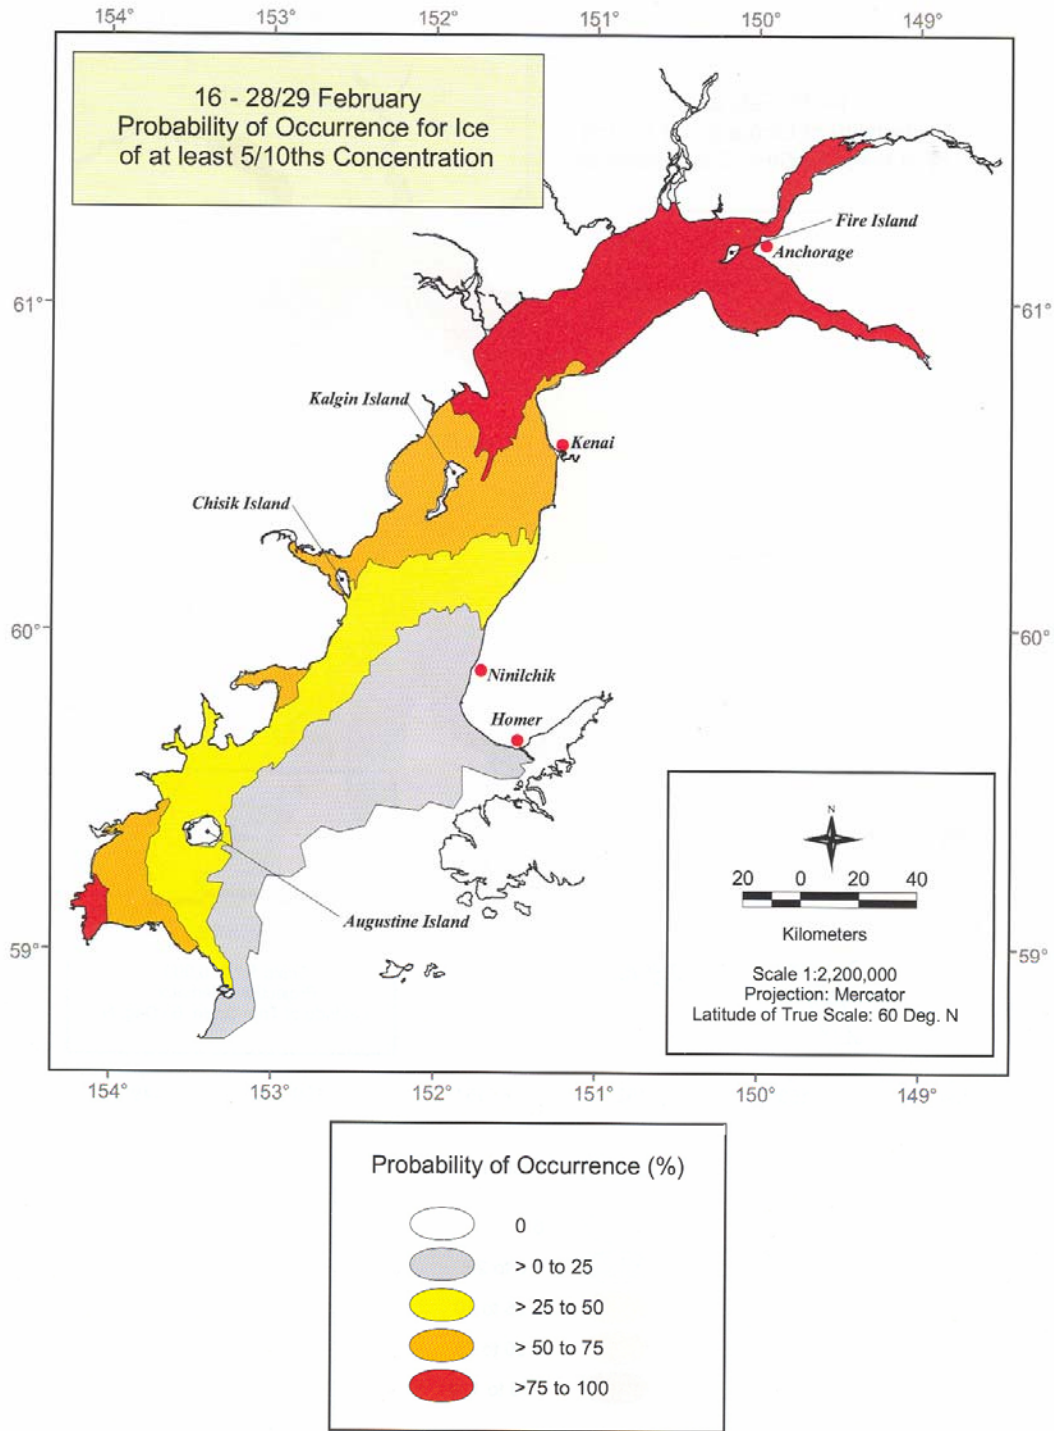 154° 153° 152° 151° 150° 149°
16 - 28/29 February
Probability of Occurrence for Ice
of at least 5/10ths Concentration
Fire Island
Anchorage
61° 61°
Kalgin Island
Kenai
Chisik Island
60° 60°
Ninilchik
Homer
N
20 0 20 40
Kilometers
Augustine Island
59° 59°
Scale 1:2,200,000
Projection: Mercator
Latitude of True Scale: 60 Deg. N
154° 153° 152° 151° 150° 149°
Probability of Occurrence (%)
0
> 0 to 25
> 25 to 50
> 50 to 75
>75 to 100